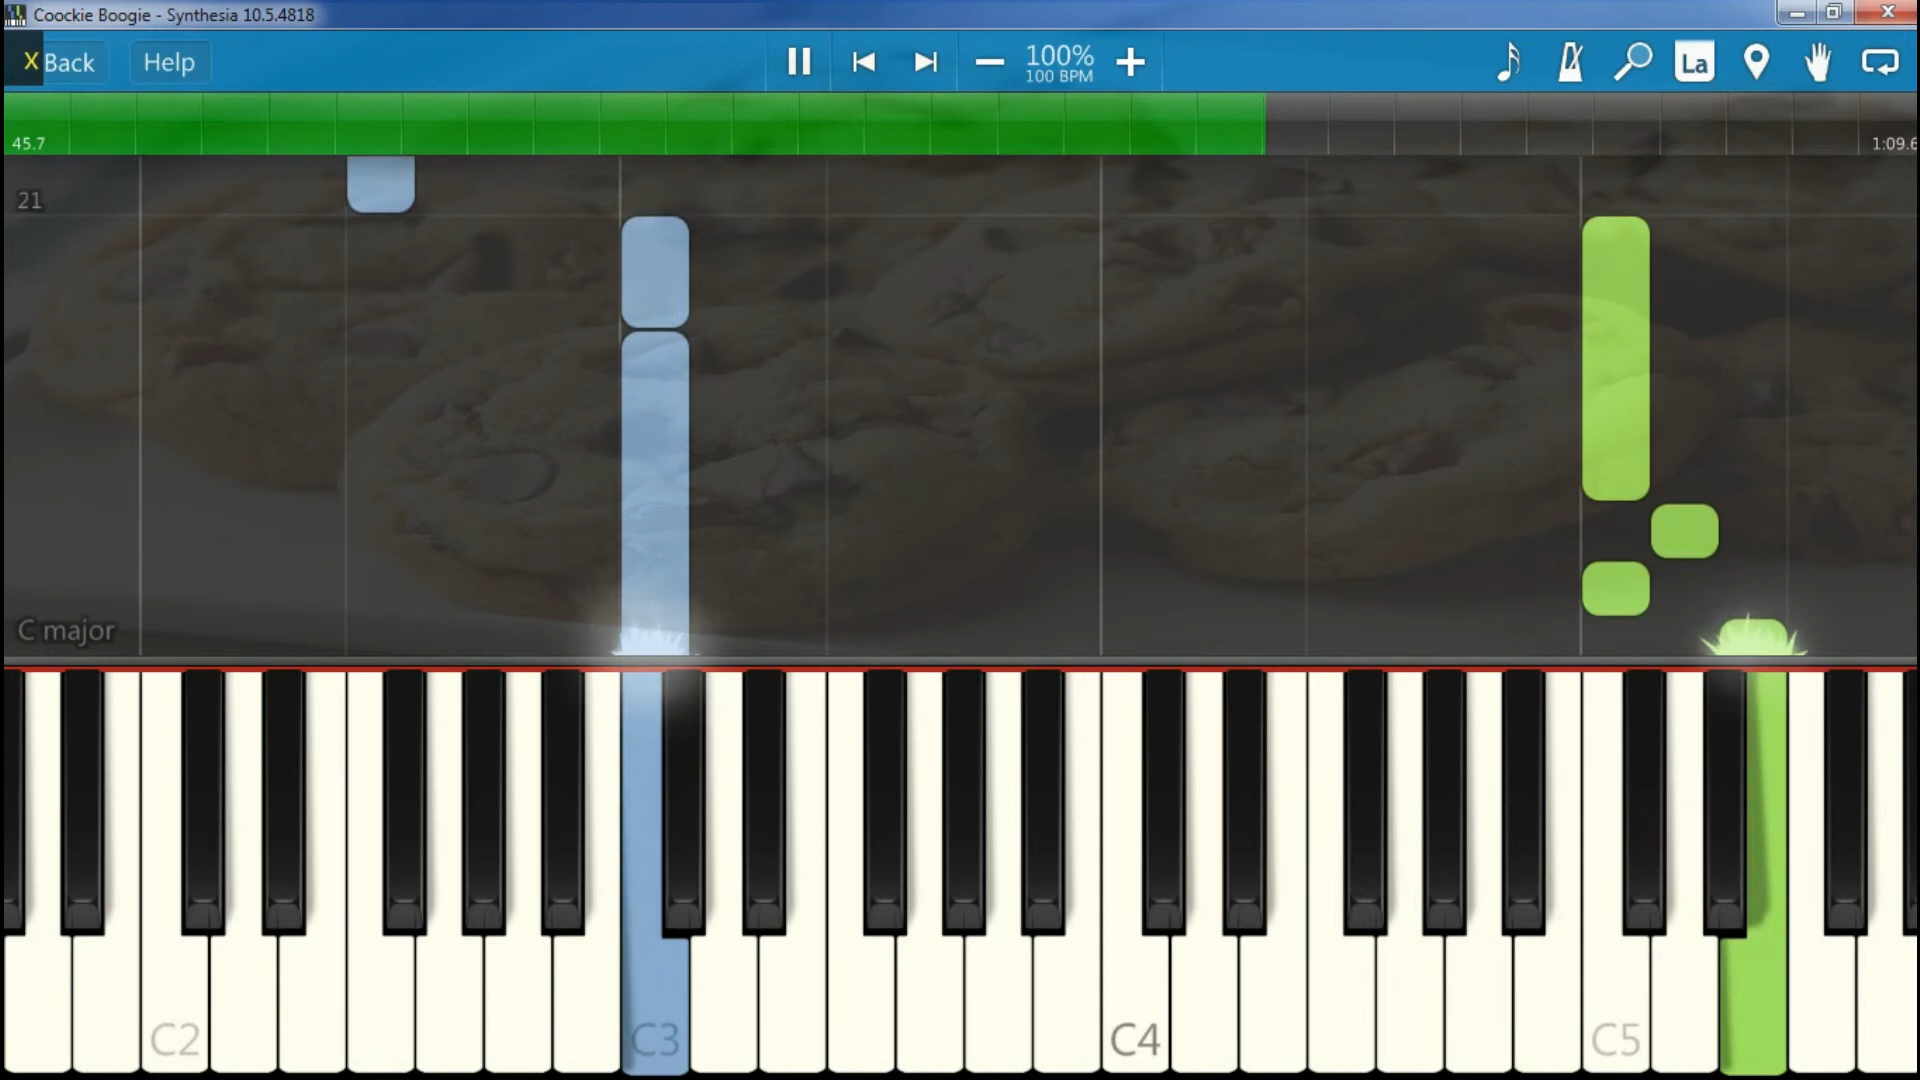 Coockie Boogie - Synthesia 10.5.4818
X Back
Help
100%
100 BPM
La
45.7
1:09.6
21
C major
C2
C3
C4
C5